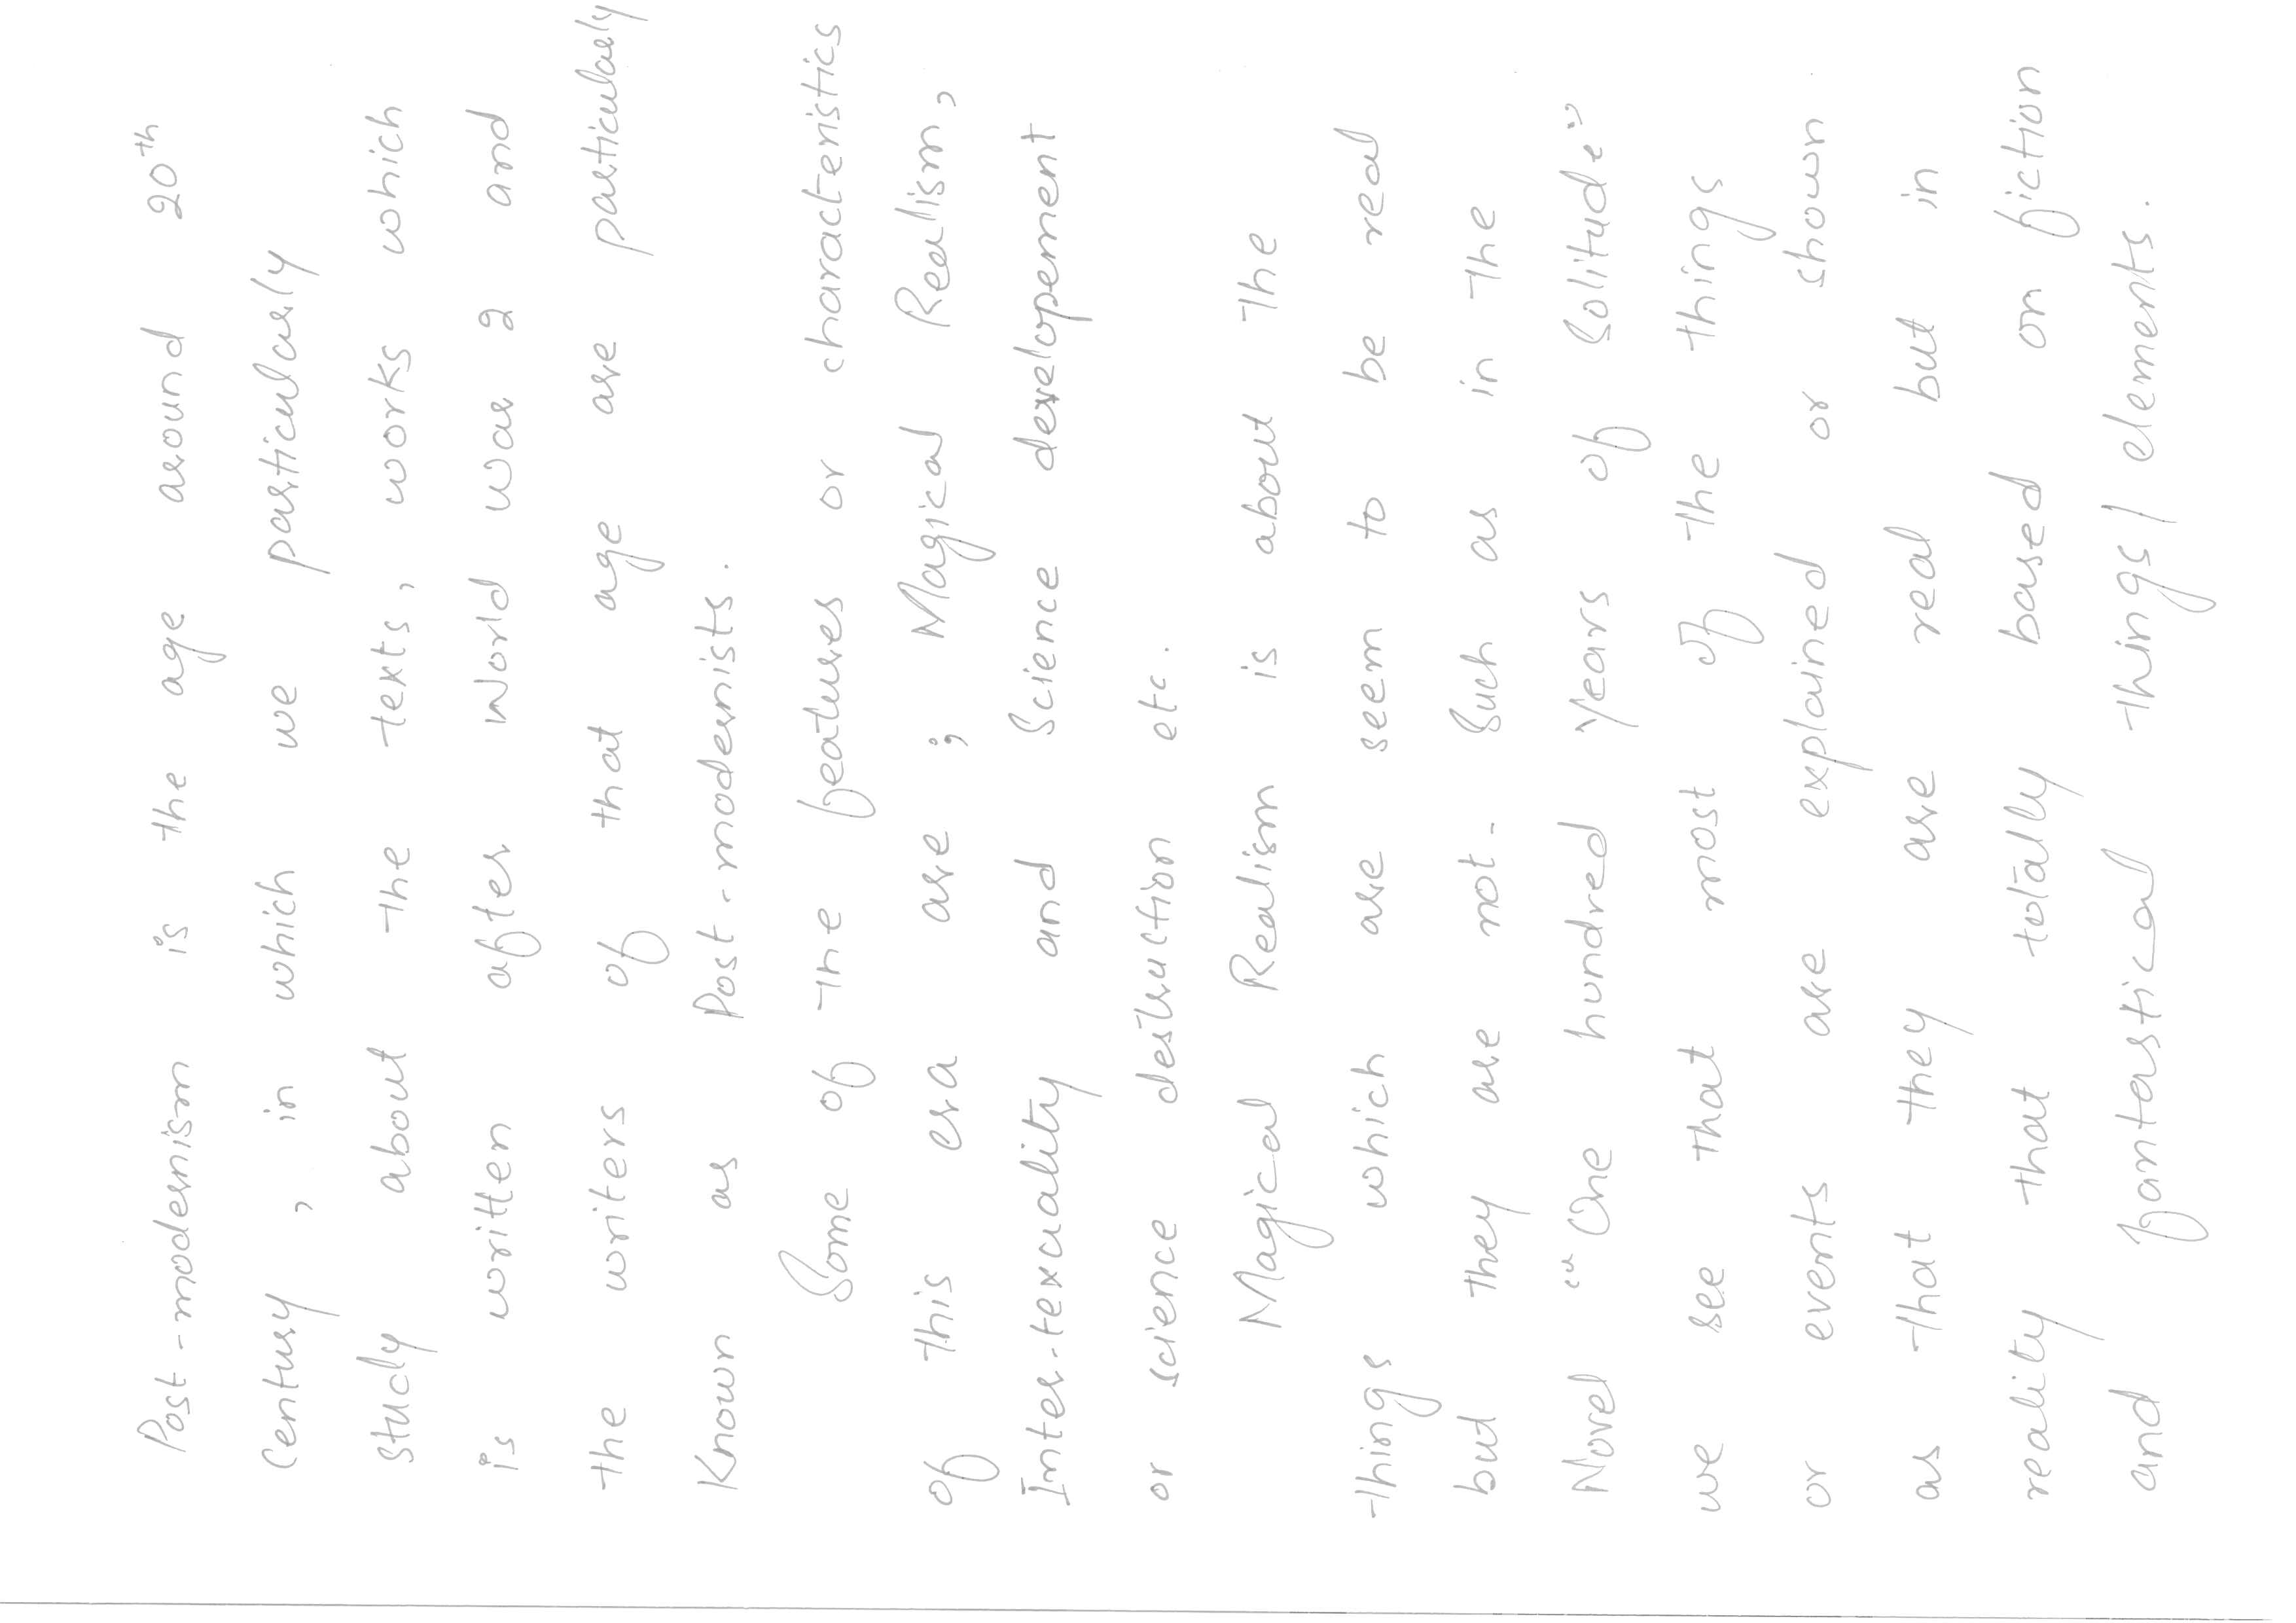 Post-modernism is the age around 20th
Century, in which we particularly
study about the texts, works which
is written after World War 2 and
the writers of that age are particularly
Known as Post-modernists.
Some of the features or characteristics
of this era are ; Magical Realism,
Inter-texuality and Science developement
or science destruction etc.
Magical Realism is about the
things which are seem to be real
but they are not. Such as in the
Novel "One hundred Years of Solitude"
we see that most of the things
or events are explained or shown
as that they are real but in
reality that totally based on fiction
and fantastical things/elements.